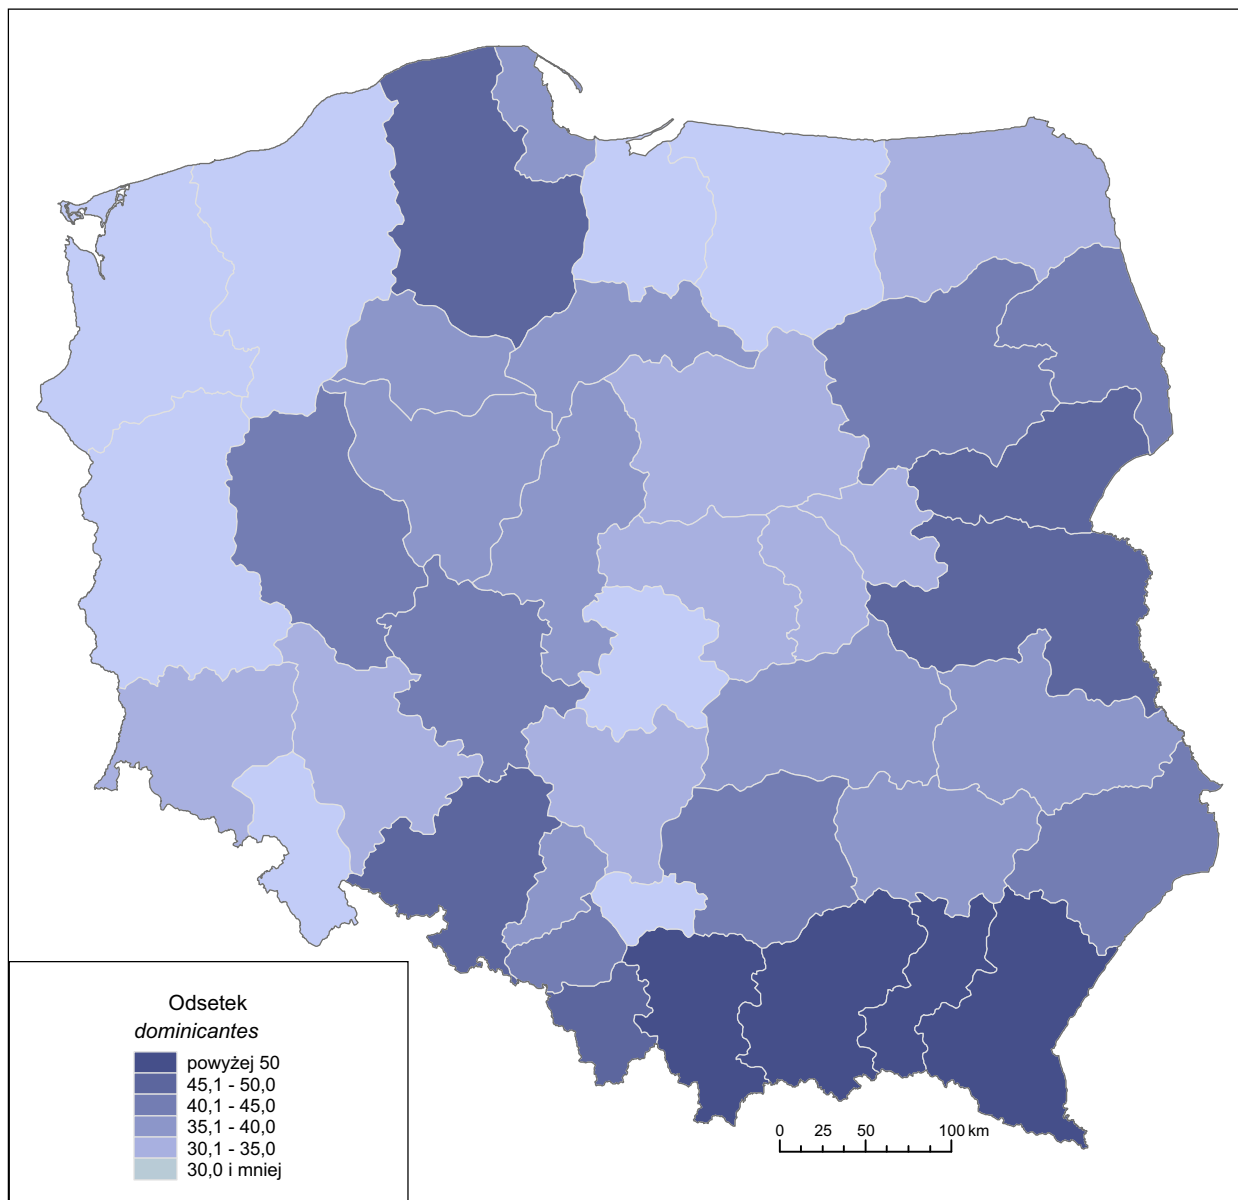 Odsetek
dominicantes
powyżej 50
45,1 - 50,0
40,1 - 45,0
35,1 - 40,0
30,1 - 35,0
30,0 i mniej
0 25 50 100 km